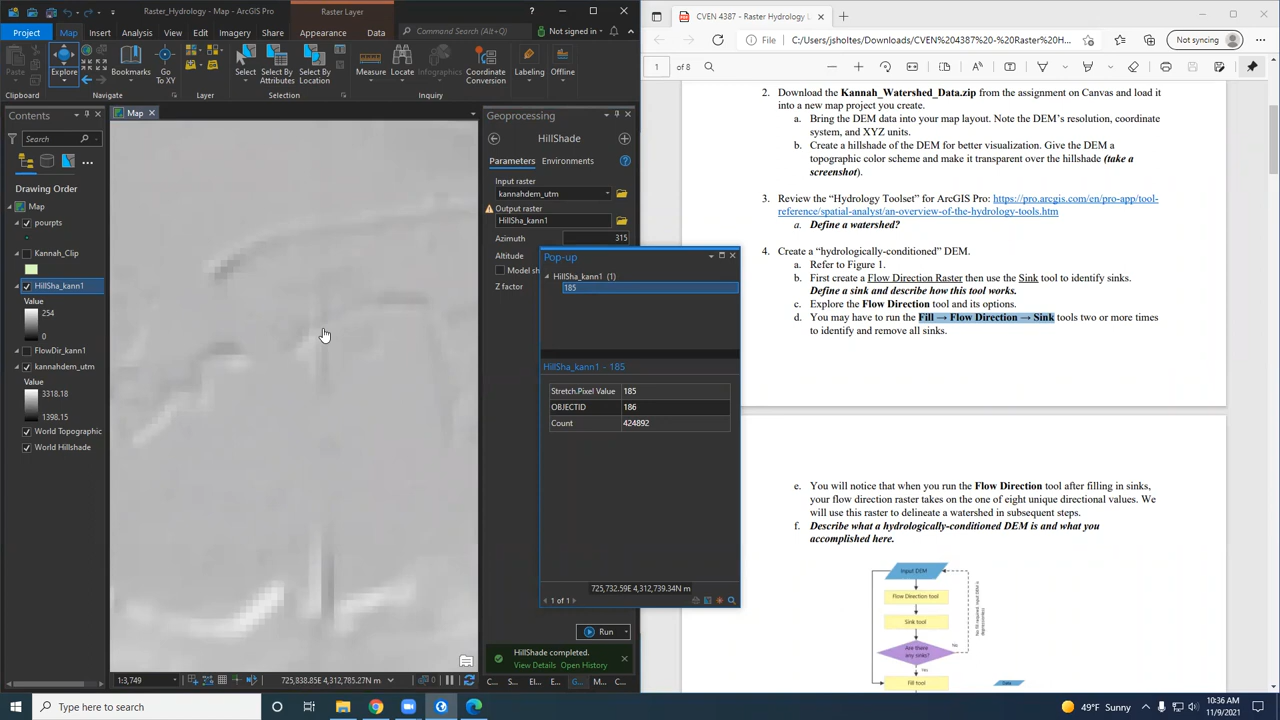 Raster_Hydrology - Map - ArcGIS Pro
Raster Layer
?
Project
Map
Insert
Analysis
View
Edit
Imagery
Share
Appearance
Data
Command Search (Alt+Q)
Not signed in
Paste
Explore
Bookmarks
Go To XY
Select
Select By Attributes
Select By Location
Measure
Locate
Infographics
Coordinate Conversion
Labeling
Offline
Clipboard
Navigate
Layer
Selection
Inquiry
Contents
Search
Drawing Order
Map
pourpts
Kannah_Clip
HillSha_kann1
Value
254
0
FlowDir_kann1
kannahdem_utm
Value
3318.18
1398.15
World Topographic
World Hillshade
Map
1:3,749
725,838.85E 4,312,785.27N m
Geoprocessing
HillShade
Parameters
Environments
Input raster
kannahdem_utm
Output raster
HillSha_kann1
Azimuth
315
Altitude
Model sh
Z factor
Pop-up
HillSha_kann1 (1)
185
HillSha_kann1 - 185
Stretch.Pixel Value 185
OBJECTID 186
Count 424892
725,732.59E 4,312,739.34N m
1 of 1
Run
HillShade completed.
View Details Open History
C...
S...
El...
G...
M...
C...
CVEN 4387 - Raster Hydrology L
File
C:/Users/jsholtes/Downloads/CVEN%204387%20-%20Raster%20H...
Not syncing
1 of 8
2. Download the Kannah_Watershed_Data.zip from the assignment on Canvas and load it
into a new map project you create.
a. Bring the DEM data into your map layout. Note the DEM's resolution, coordinate
system, and XYZ units.
b. Create a hillshade of the DEM for better visualization. Give the DEM a
topographic color scheme and make it transparent over the hillshade (take a
screenshot).
3. Review the "Hydrology Toolset" for ArcGIS Pro: https://pro.arcgis.com/en/pro-app/tool-
reference/spatial-analyst/an-overview-of-the-hydrology-tools.htm
a. Define a watershed?
4. Create a "hydrologically-conditioned" DEM.
a. Refer to Figure 1.
b. First create a Flow Direction Raster then use the Sink tool to identify sinks.
Define a sink and describe how this tool works.
c. Explore the Flow Direction tool and its options.
d. You may have to run the Fill → Flow Direction → Sink tools two or more times
to identify and remove all sinks.
e. You will notice that when you run the Flow Direction tool after filling in sinks,
your flow direction raster takes on the one of eight unique directional values. We
will use this raster to delineate a watershed in subsequent steps.
f. Describe what a hydrologically-conditioned DEM is and what you
accomplished here.
Input DEM
Flow Direction tool
Sink tool
Are there any sinks?
No
Yes
Fill tool
Type here to search
49°F Sunny
10:36 AM
11/9/2021